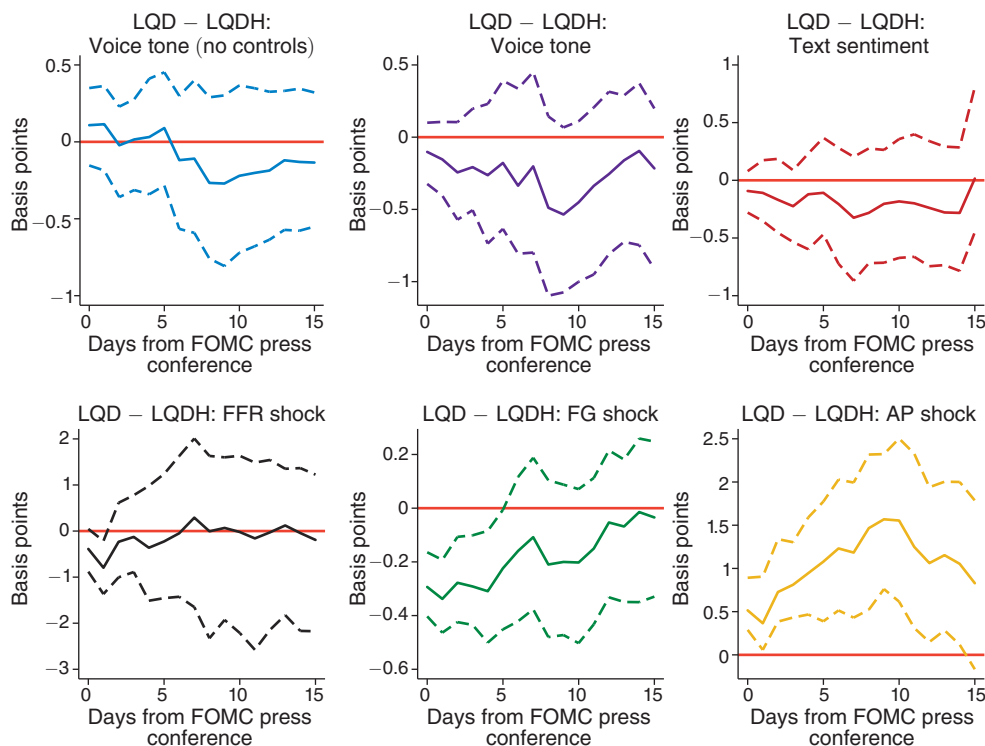 LQD − LQDH:
Voice tone (no controls)
0.5
0
−0.5
−1
Basis points
0 5 10 15
Days from FOMC press
conference
LQD − LQDH:
Voice tone
0.5
0
−0.5
−1
Basis points
0 5 10 15
Days from FOMC press
conference
LQD − LQDH:
Text sentiment
1
0.5
0
−0.5
−1
Basis points
0 5 10 15
Days from FOMC press
conference
LQD − LQDH: FFR shock
2
1
0
−1
−2
−3
Basis points
0 5 10 15
Days from FOMC press
conference
LQD − LQDH: FG shock
0.2
0
−0.2
−0.4
−0.6
Basis points
0 5 10 15
Days from FOMC press
conference
LQD − LQDH: AP shock
2.5
2
1.5
1
0.5
0
Basis points
0 5 10 15
Days from FOMC press
conference